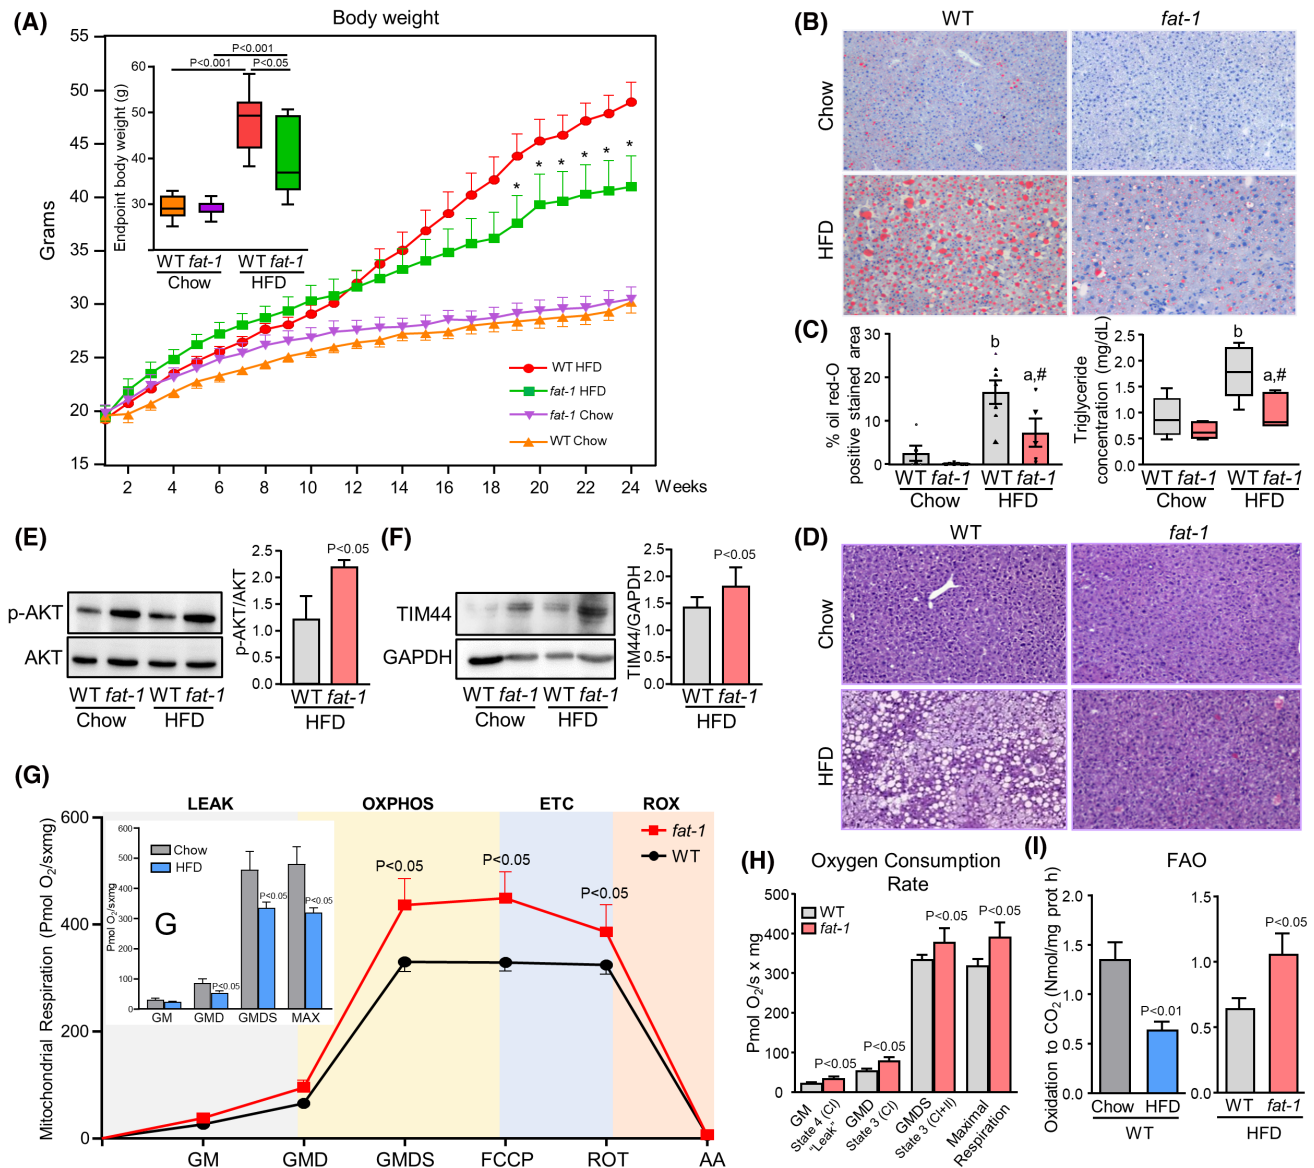 (A)
Body weight
Grams
55
50
45
40
35
30
25
20
15
2 4 6 8 10 12 14 16 18 20 22 24 Weeks
* * * * * *
WT HFD
fat-1 HFD
fat-1 Chow
WT Chow
Endpoint body weight (g)
60
50
40
30
P<0.001
P<0.001 P<0.05
WT fat-1 WT fat-1
Chow HFD
(B)
WT fat-1
Chow
HFD
(C)
% oil red-O
positive stained area
30
20
10
0
b
a,#
WT fat-1 WT fat-1
Chow HFD
Triglyceride
concentration (mg/dL)
2.5
2.0
1.5
1.0
0.5
0.0
b
a,#
WT fat-1 WT fat-1
Chow HFD
(D)
WT fat-1
Chow
HFD
(E)
p-AKT
AKT
WT fat-1 WT fat-1
Chow HFD
p-AKT/AKT
2.5
2.0
1.5
1.0
0.5
0.0
P<0.05
WT fat-1
HFD
(F)
TIM44
GAPDH
WT fat-1 WT fat-1
Chow HFD
TIM44/GAPDH
2.5
2.0
1.5
1.0
0.5
0.0
P<0.05
WT fat-1
HFD
(G)
LEAK OXPHOS ETC ROX
Mitochondrial Respiration (Pmol O2/sxmg)
600
400
200
0
P<0.05
P<0.05
P<0.05
fat-1
WT
GM GMD GMDS FCCP ROT AA
Pmol O2/sxmg
600
500
400
300
200
100
0
Chow
HFD
G
P<0.05
P<0.05
P<0.05
GM GMD GMDS MAX
(H)
Oxygen Consumption
Rate
Pmol O2/s x mg
500
400
300
200
100
0
WT
fat-1
P<0.05
P<0.05
P<0.05
P<0.05
GM
State 4 (CI)
"Leak"
GMD
State 3 (CI)
GMDS
State 3 (CI+II)
Maximal
Respiration
(I)
FAO
Oxidation to CO2 (Nmol/mg prot h)
2.0
1.5
1.0
0.5
0.0
P<0.01
Chow HFD
WT
1.5
1.0
0.5
0.0
P<0.05
WT fat-1
HFD